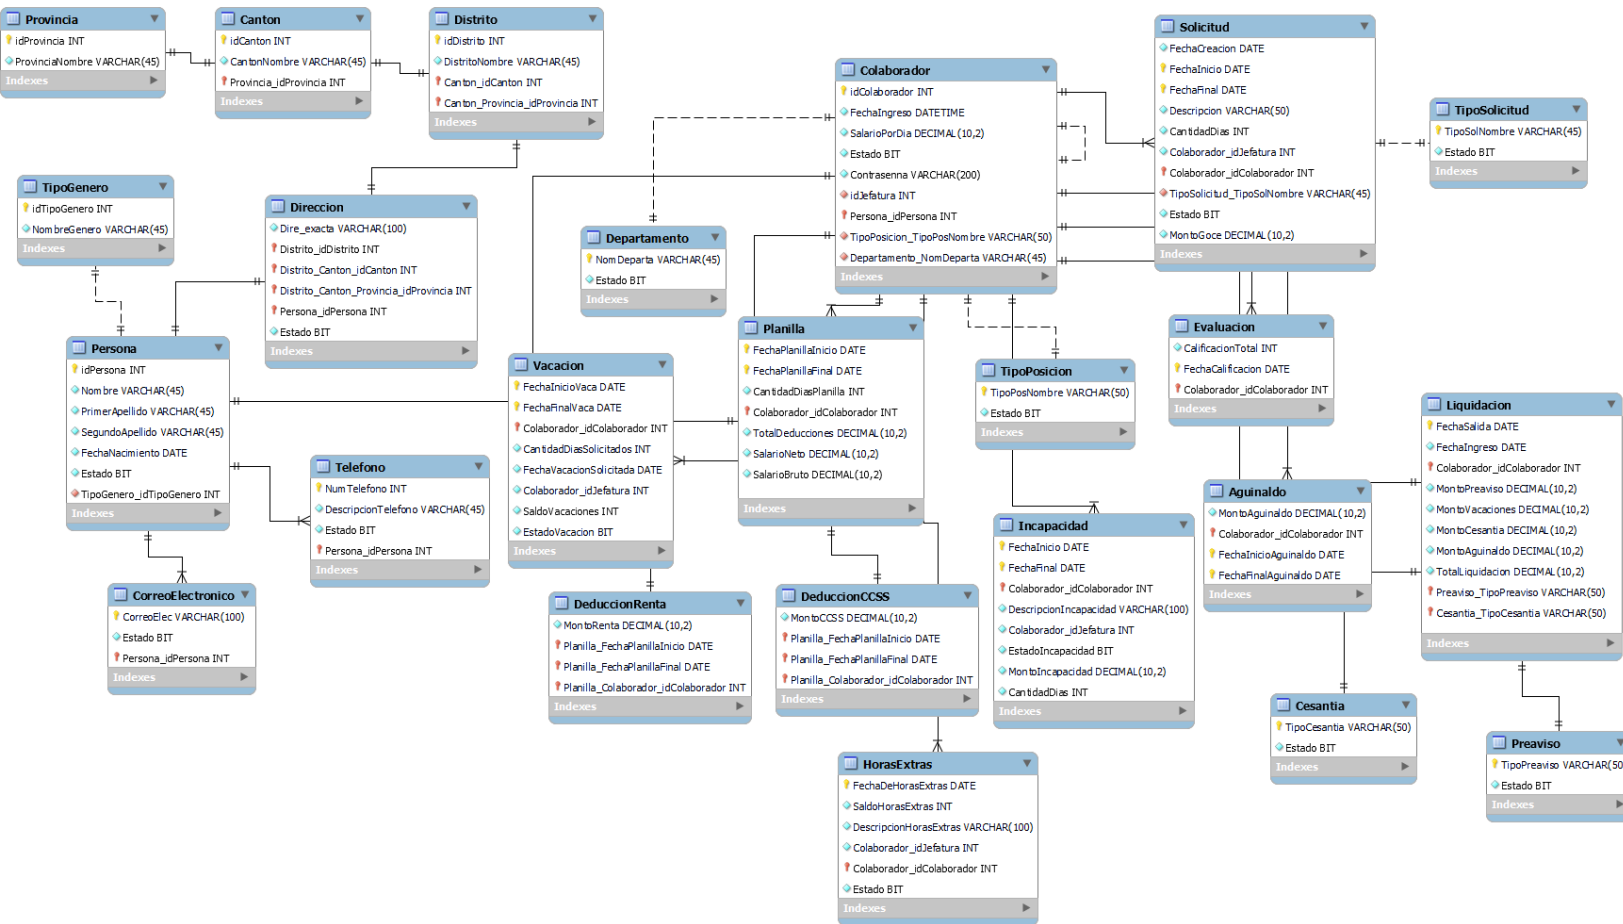 Provincia
idProvincia INT
ProvinciaNombre VARCHAR(45)
Indexes
Canton
idCanton INT
CantonNombre VARCHAR(45)
Provincia_idProvincia INT
Indexes
Distrito
idDistrito INT
DistritoNombre VARCHAR(45)
Canton_idCanton INT
Canton_Provincia_idProvincia INT
Indexes
Colaborador
idColaborador INT
FechaIngreso DATETIME
SalarioPorDia DECIMAL(10,2)
Estado BIT
Contrasenna VARCHAR(200)
idJefatura INT
Persona_idPersona INT
TipoPosicion_TipoPosNombre VARCHAR(50)
Departamento_NomDeparta VARCHAR(45)
Indexes
Solicitud
FechaCreacion DATE
FechaInicio DATE
FechaFinal DATE
Descripcion VARCHAR(50)
CantidadDias INT
Colaborador_idJefatura INT
Colaborador_idColaborador INT
TipoSolicitud_TipoSolNombre VARCHAR(45)
Estado BIT
MontoGoce DECIMAL(10,2)
Indexes
TipoSolicitud
TipoSolNombre VARCHAR(45)
Estado BIT
Indexes
TipoGenero
idTipoGenero INT
NombreGenero VARCHAR(45)
Indexes
Direccion
Dire_exacta VARCHAR(100)
Distrito_idDistrito INT
Distrito_Canton_idCanton INT
Distrito_Canton_Provincia_idProvincia INT
Persona_idPersona INT
Estado BIT
Indexes
Departamento
NomDeparta VARCHAR(45)
Estado BIT
Indexes
Persona
idPersona INT
Nombre VARCHAR(45)
PrimerApellido VARCHAR(45)
SegundoApellido VARCHAR(45)
FechaNacimiento DATE
Estado BIT
TipoGenero_idTipoGenero INT
Indexes
Vacacion
FechaInicioVaca DATE
FechaFinalVaca DATE
Colaborador_idColaborador INT
CantidadDiasSolicitados INT
FechaVacacionSolicitada DATE
Colaborador_idJefatura INT
SaldoVacaciones INT
EstadoVacacion BIT
Indexes
Planilla
FechaPlanillaInicio DATE
FechaPlanillaFinal DATE
CantidadDiasPlanilla INT
Colaborador_idColaborador INT
TotalDeducciones DECIMAL(10,2)
SalarioNeto DECIMAL(10,2)
SalarioBruto DECIMAL(10,2)
Indexes
TipoPosicion
TipoPosNombre VARCHAR(50)
Estado BIT
Indexes
Evaluacion
CalificacionTotal INT
FechaCalificacion DATE
Colaborador_idColaborador INT
Indexes
Liquidacion
FechaSalida DATE
FechaIngreso DATE
Colaborador_idColaborador INT
MontoPreaviso DECIMAL(10,2)
MontoVacaciones DECIMAL(10,2)
MontoCesantia DECIMAL(10,2)
MontoAguinaldo DECIMAL(10,2)
TotalLiquidacion DECIMAL(10,2)
Preaviso_TipoPreaviso VARCHAR(50)
Cesantia_TipoCesantia VARCHAR(50)
Indexes
Telefono
NumTelefono INT
DescripcionTelefono VARCHAR(45)
Estado BIT
Persona_idPersona INT
Indexes
Aguinaldo
MontoAguinaldo DECIMAL(10,2)
Colaborador_idColaborador INT
FechaInicioAguinaldo DATE
FechaFinalAguinaldo DATE
Indexes
Incapacidad
FechaInicio DATE
FechaFinal DATE
Colaborador_idColaborador INT
DescripcionIncapacidad VARCHAR(100)
Colaborador_idJefatura INT
EstadoIncapacidad BIT
MontoIncapacidad DECIMAL(10,2)
CantidadDias INT
Indexes
CorreoElectronico
CorreoElec VARCHAR(100)
Estado BIT
Persona_idPersona INT
Indexes
DeduccionRenta
MontoRenta DECIMAL(10,2)
Planilla_FechaPlanillaInicio DATE
Planilla_FechaPlanillaFinal DATE
Planilla_Colaborador_idColaborador INT
Indexes
DeduccionCCSS
MontoCCSS DECIMAL(10,2)
Planilla_FechaPlanillaInicio DATE
Planilla_FechaPlanillaFinal DATE
Planilla_Colaborador_idColaborador INT
Indexes
Cesantia
TipoCesantia VARCHAR(50)
Estado BIT
Indexes
Preaviso
TipoPreaviso VARCHAR(50
Estado BIT
Indexes
HorasExtras
FechaDeHorasExtras DATE
SaldoHorasExtras INT
DescripcionHorasExtras VARCHAR(100)
Colaborador_idJefatura INT
Colaborador_idColaborador INT
Estado BIT
Indexes